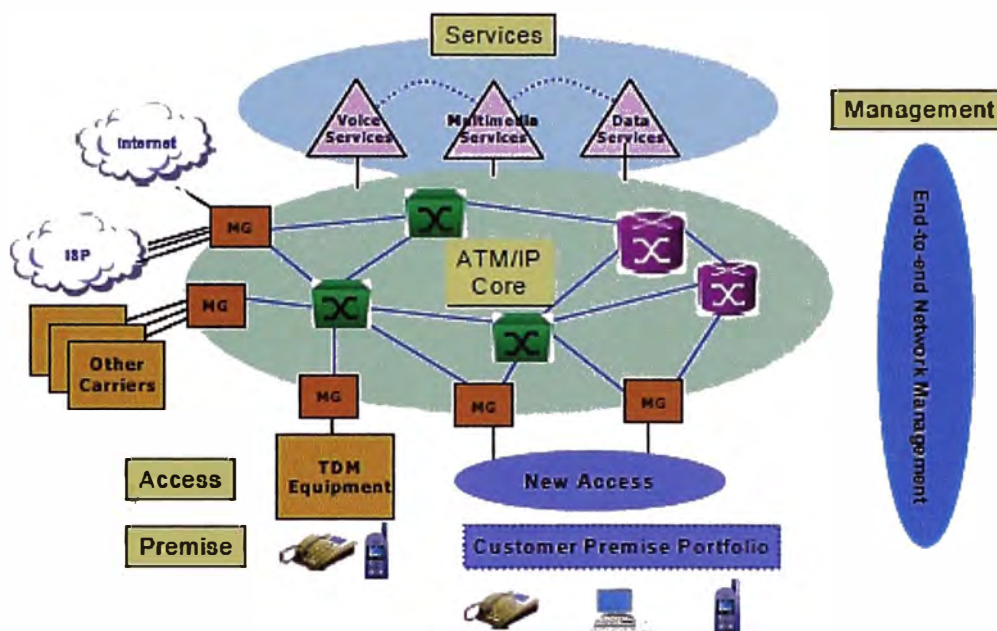 Services
Voice
Services
Multimedia
Services
Data
Services
Management
Internet
MG
ISP
ATM/IP
Core
MG
Other
Carriers
MG
MG
MG
End-to-end Network Management
Access
TDM
Equipment
New Access
Premise
Customer Premise Portfolio